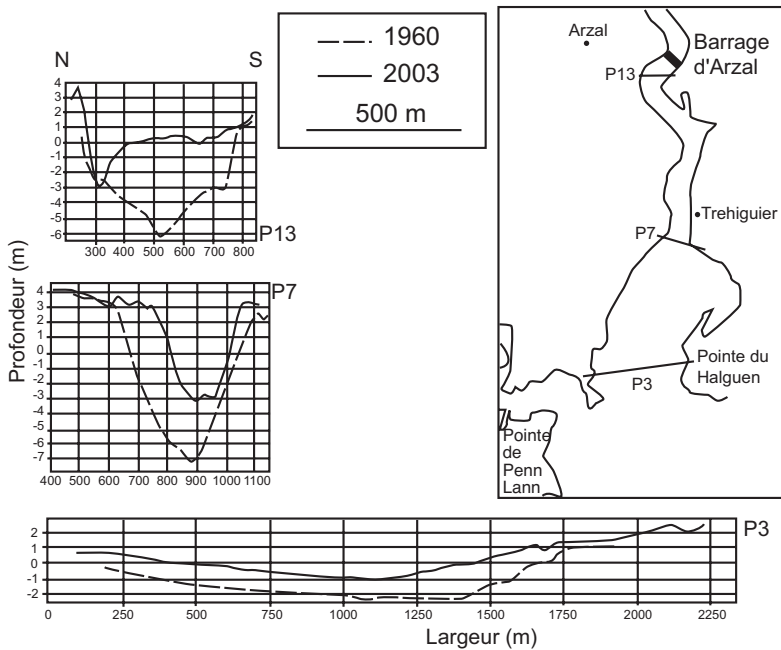 1960
2003
500 m
N
S
4
3
2
1
0
-1
-2
-3
-4
-5
-6
300 400 500 600 700 800
P13
4
3
2
1
0
-1
-2
-3
-4
-5
-6
-7
400 500 600 700 800 900 1000 1100
P7
Profondeur (m)
2
1
0
-1
-2
0 250 500 750 1000 1250 1500 1750 2000 2250
P3
Largeur (m)
Arzal
Barrage
d'Arzal
P13
Trehiguier
P7
Pointe du
Halguen
P3
Pointe
de
Penn
Lann